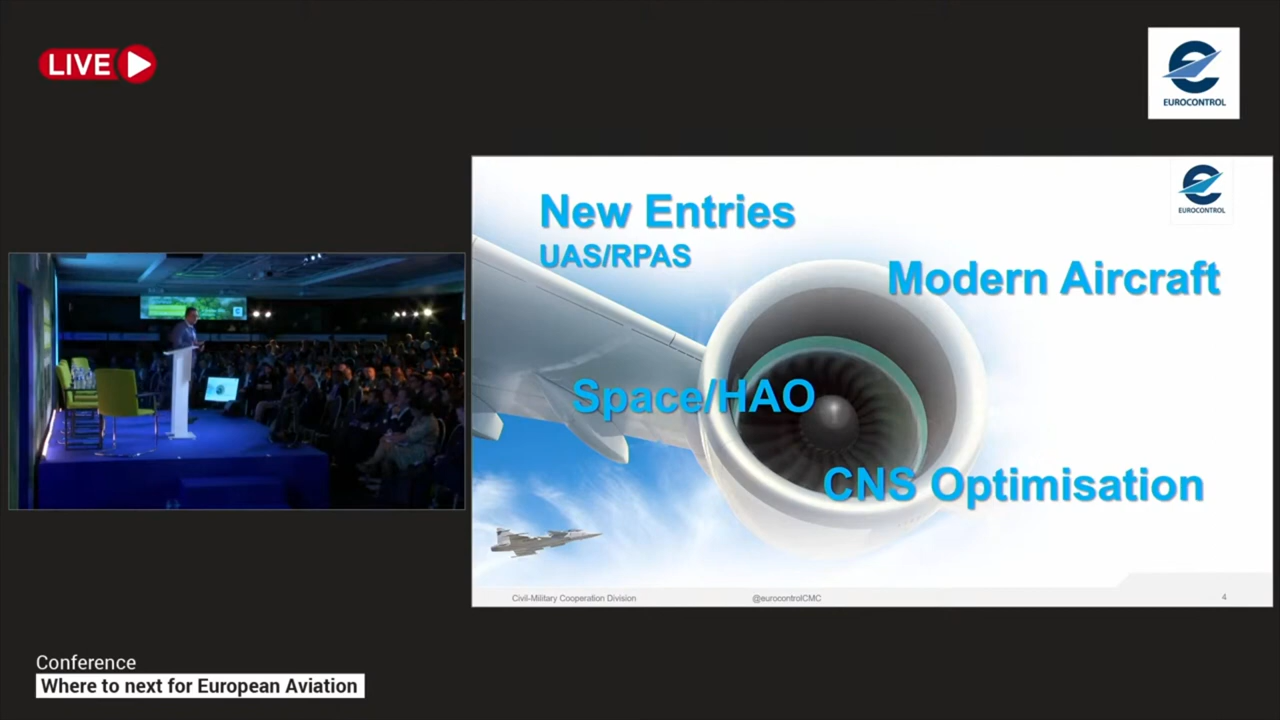 LIVE
EUROCONTROL
EUROCONTROL
New Entries
UAS/RPAS
Modern Aircraft
Space/HAO
CNS Optimisation
Civil-Military Cooperation Division
@eurocontrolCMC
4
Conference
Where to next for European Aviation